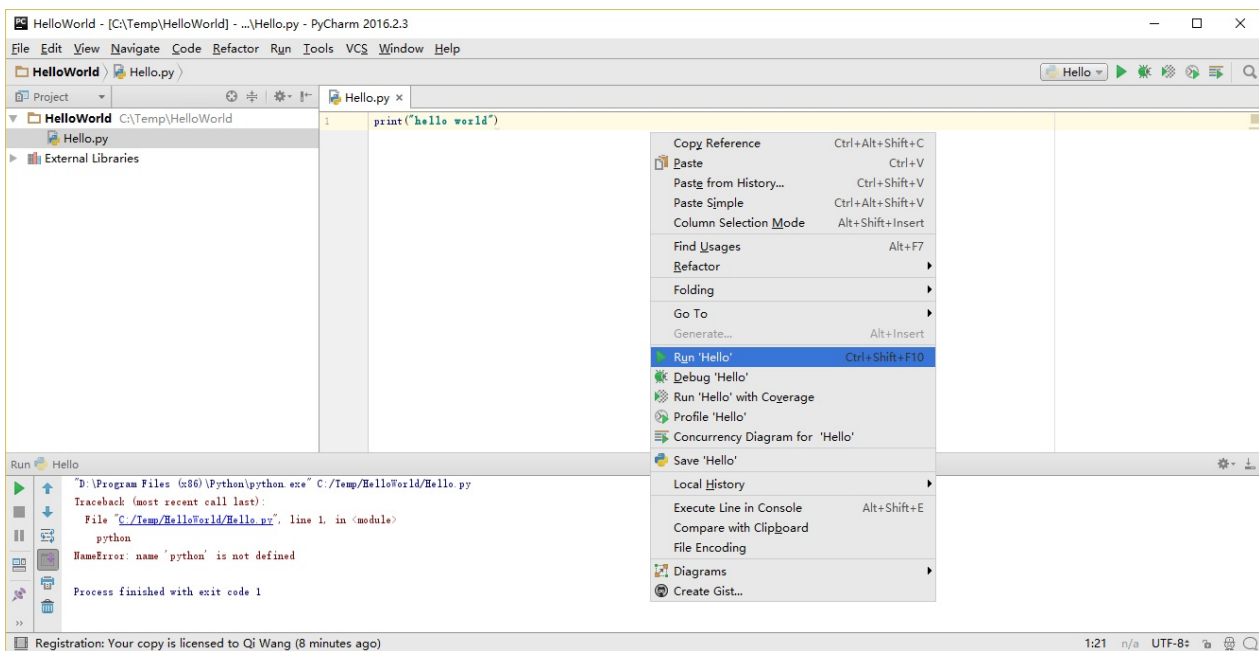 HelloWorld - [C:\Temp\HelloWorld] - ...\Hello.py - PyCharm 2016.2.3
File Edit View Navigate Code Refactor Run Tools VCS Window Help
HelloWorld Hello.py Hello
Project Hello.py ×
HelloWorld C:\Temp\HelloWorld
1 print("hello world")
Hello.py
External Libraries
Copy Reference Ctrl+Alt+Shift+C
Paste Ctrl+V
Paste from History... Ctrl+Shift+V
Paste Simple Ctrl+Alt+Shift+V
Column Selection Mode Alt+Shift+Insert
Find Usages Alt+F7
Refactor
Folding
Go To
Generate... Alt+Insert
Run 'Hello' Ctrl+Shift+F10
Debug 'Hello'
Run 'Hello' with Coverage
Profile 'Hello'
Concurrency Diagram for 'Hello'
Save 'Hello'
Local History
Execute Line in Console Alt+Shift+E
Compare with Clipboard
File Encoding
Diagrams
Create Gist...
Run Hello
"D:\Program Files (x86)\Python\python.exe" C:/Temp/HelloWorld/Hello.py
Traceback (most recent call last):
File "C:/Temp/HelloWorld/Hello.py", line 1, in <module>
python
NameError: name 'python' is not defined
Process finished with exit code 1
Registration: Your copy is licensed to Qi Wang (8 minutes ago) 1:21 n/a UTF-8